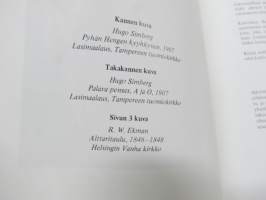 Kannen kuva
Hugo Simberg
Pyhän Hengen kyyhkynen, 1907
Lasimaalaus, Tampereen tuomiokirkko
Takakannen kuva
Hugo Simberg
Palava pensas, A ja O, 1907
Lasimaalaus, Tampereen tuomiokirkko
Sivun 3 kuva
R. W. Ekman
Alttaritaulu, 1848–1848
Helsingin Vanha kirkko